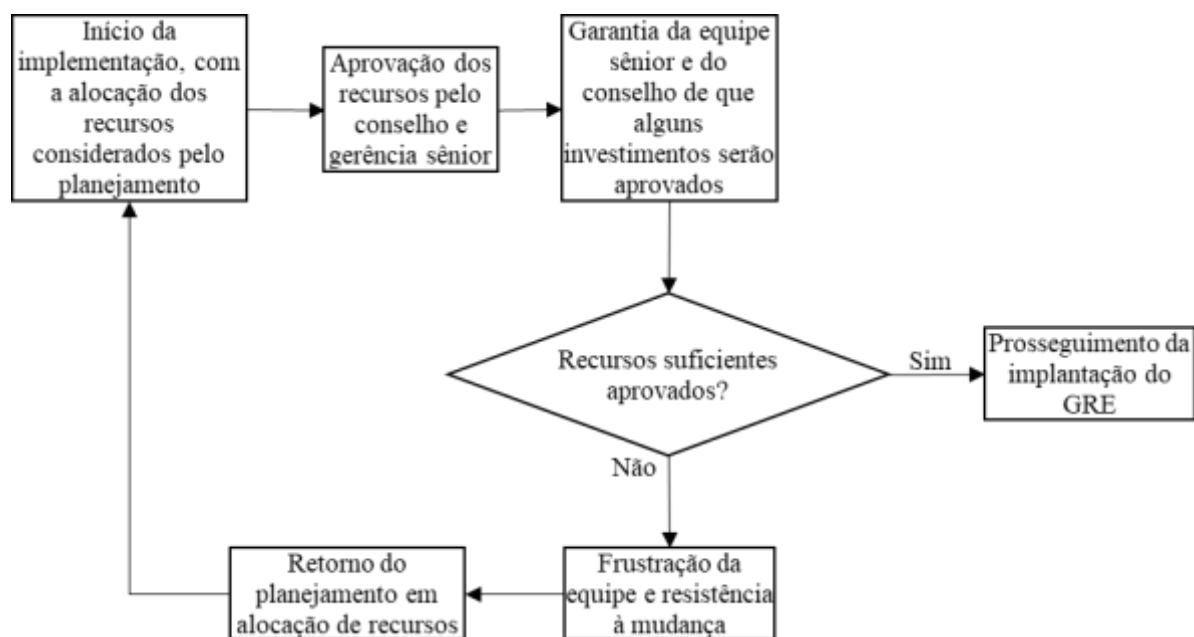 Início da
implementação, com
a alocação dos
recursos
considerados pelo
planejamento
Aprovação dos
recursos pelo
conselho e
gerência sênior
Garantia da equipe
sênior e do
conselho de que
alguns
investimentos serão
aprovados
Recursos suficientes
aprovados?
Sim
Prosseguimento da
implantação do
GRE
Não
Frustração da
equipe e resistência
à mudança
Retorno do
planejamento em
alocação de recursos